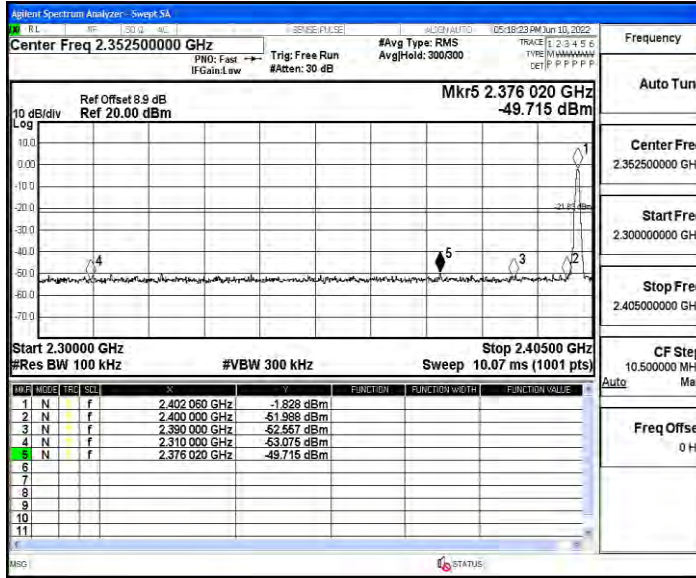 Agilent Spectrum Analyzer - Swept SA
RL RF 50 Ω AC SENSE:PULSE ALIGN AUTO 05:18:23 PM Jun 10, 2022
Center Freq 2.352500000 GHz
PNO: Fast
IFGain:Low
Trig: Free Run
#Atten: 30 dB
#Avg Type: RMS
Avg|Hold: 300/300
TRACE 1 2 3 4 5 6
TYPE M
DET P P P P P P
Ref Offset 8.9 dB
Ref 20.00 dBm
10 dB/div
Log
Mkr5 2.376 020 GHz
-49.715 dBm
10.0
0.00
-10.0
-20.0
-30.0
-40.0
-50.0
-60.0
-70.0
1
4
5
3
2
Start 2.30000 GHz
Stop 2.40500 GHz
#Res BW 100 kHz #VBW 300 kHz Sweep 10.07 ms (1001 pts)
MKR MODE TRC SCL X Y FUNCTION FUNCTION WIDTH FUNCTION VALUE
1 N f 2.402 060 GHz -1.828 dBm
2 N f 2.400 000 GHz -51.988 dBm
3 N f 2.390 000 GHz -52.557 dBm
4 N f 2.310 000 GHz -53.075 dBm
5 N f 2.376 020 GHz -49.715 dBm
6
7
8
9
10
11
MSG STATUS
Frequency
Auto Tun
Center Fre
2.352500000 GH
Start Fre
2.300000000 GH
Stop Fre
2.405000000 GH
CF Step
10.500000 MH
Auto Ma
Freq Offse
0 H